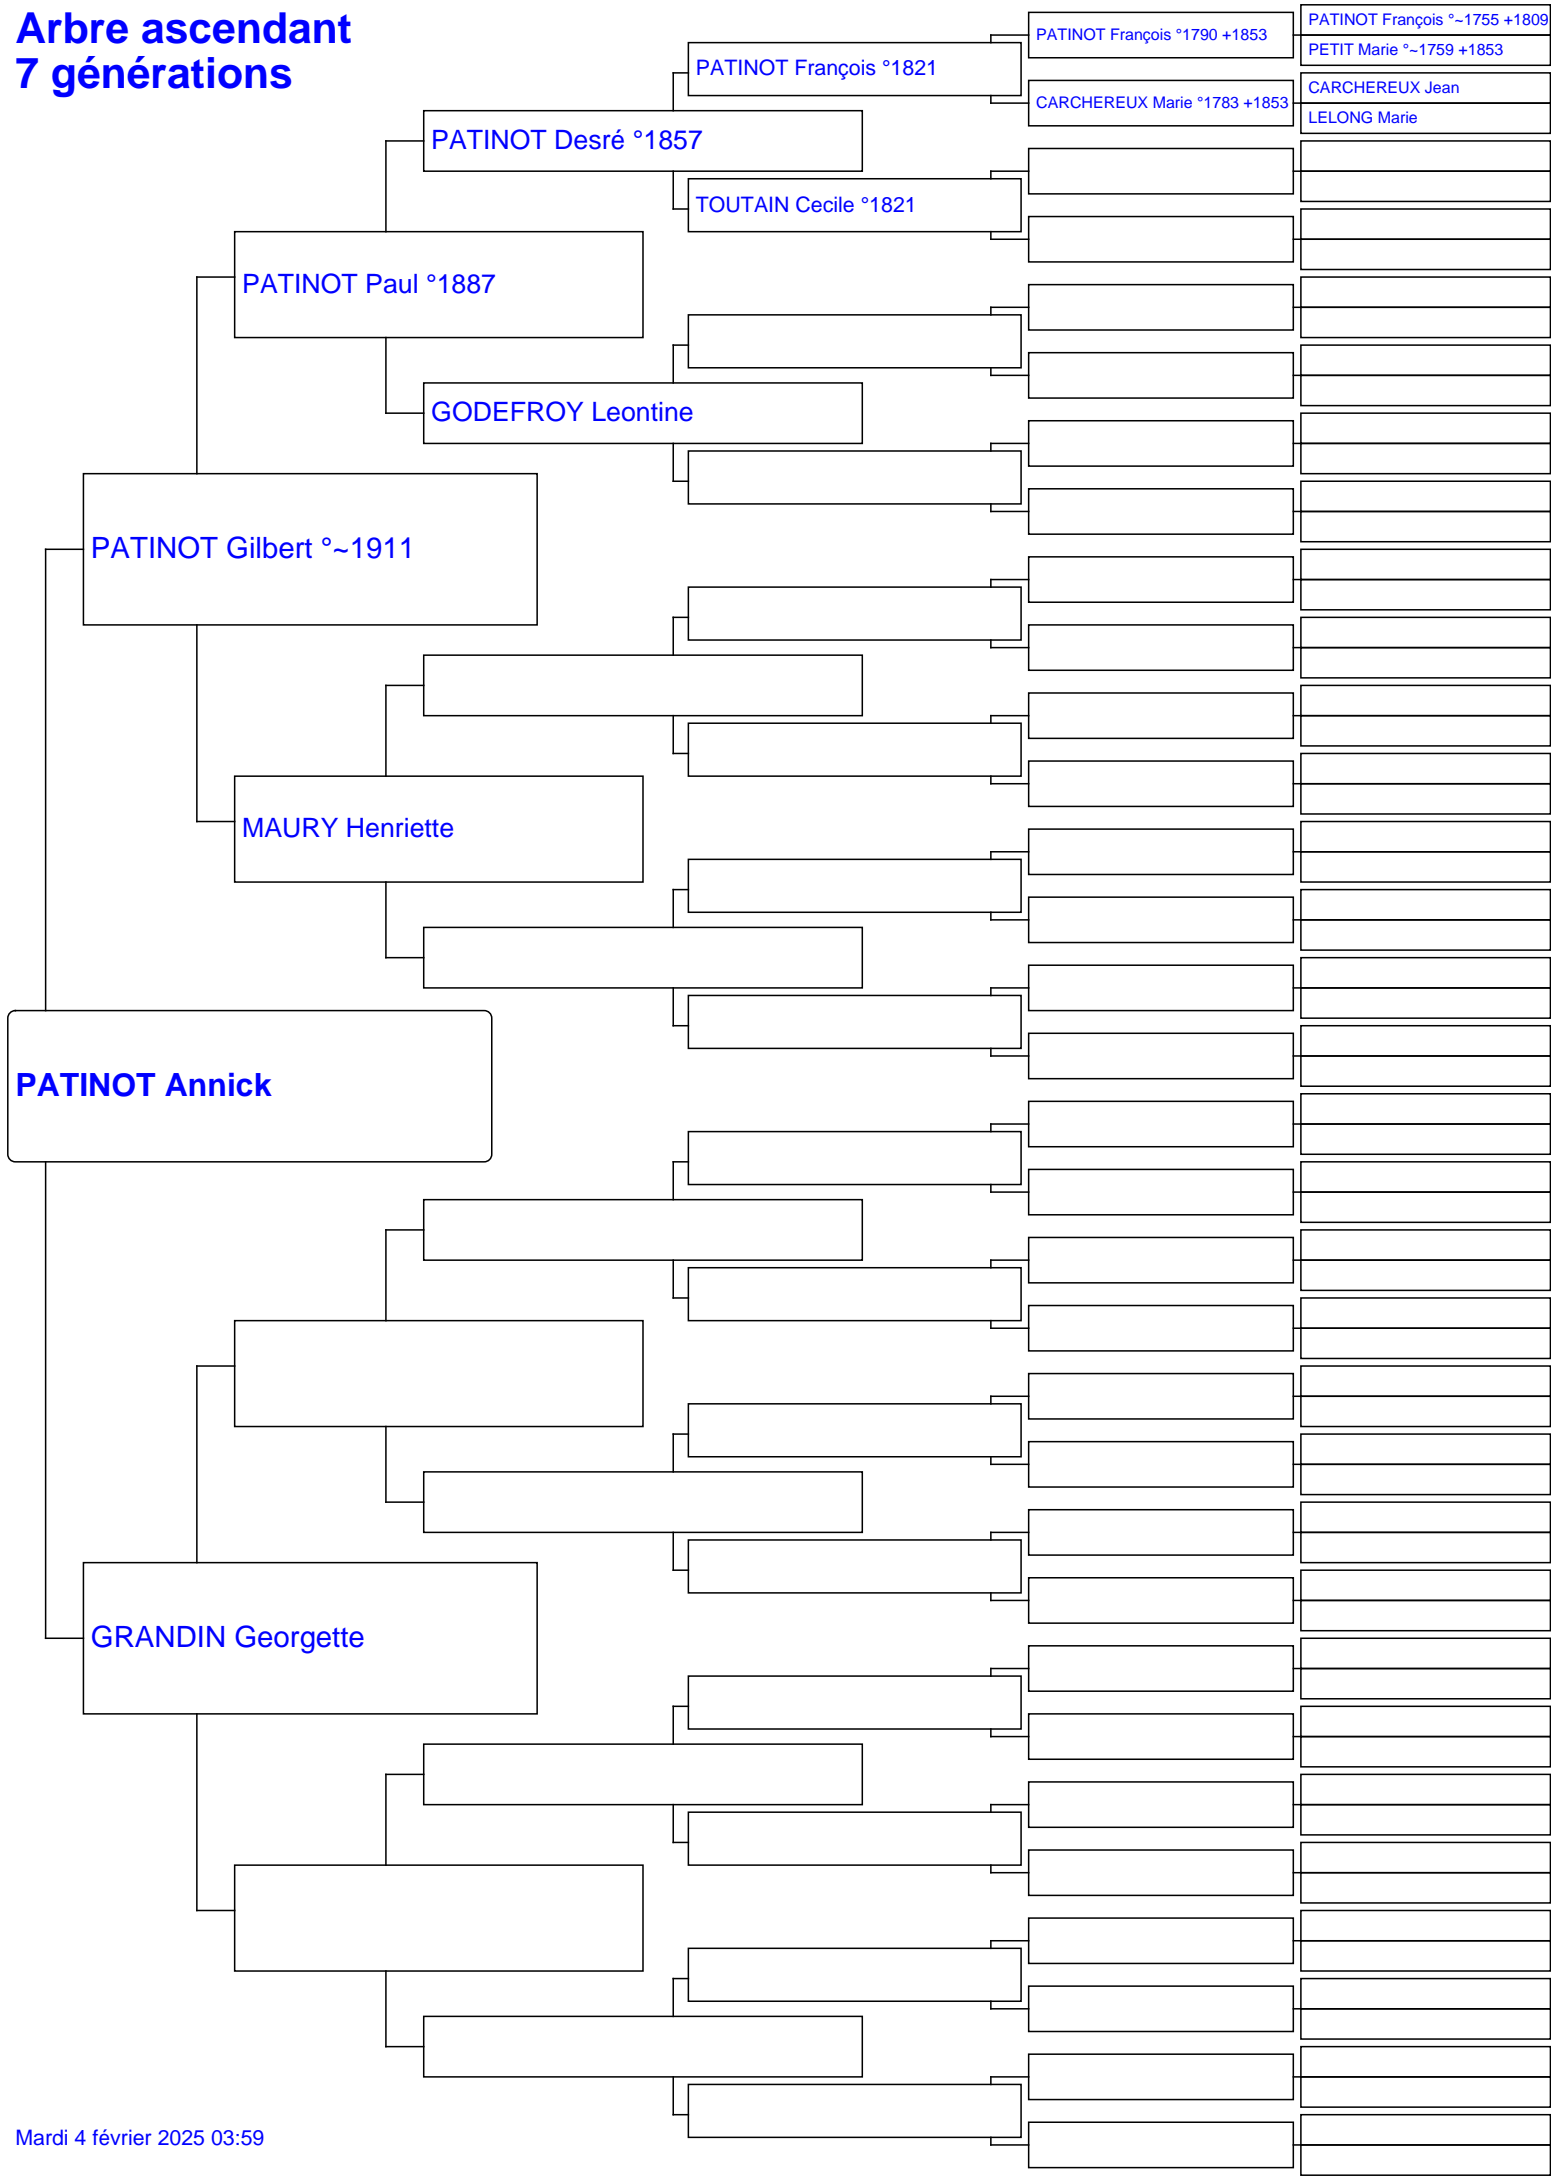 Arbre ascendant
7 générations
PATINOT François °~1755 +1809
PATINOT François °1790 +1853
PETIT Marie °~1759 +1853
PATINOT François °1821
CARCHEREUX Jean
CARCHEREUX Marie °1783 +1853
LELONG Marie
PATINOT Desré °1857
TOUTAIN Cecile °1821
PATINOT Paul °1887
GODEFROY Leontine
PATINOT Gilbert °~1911
MAURY Henriette
PATINOT Annick
GRANDIN Georgette
Mardi 4 février 2025 03:59